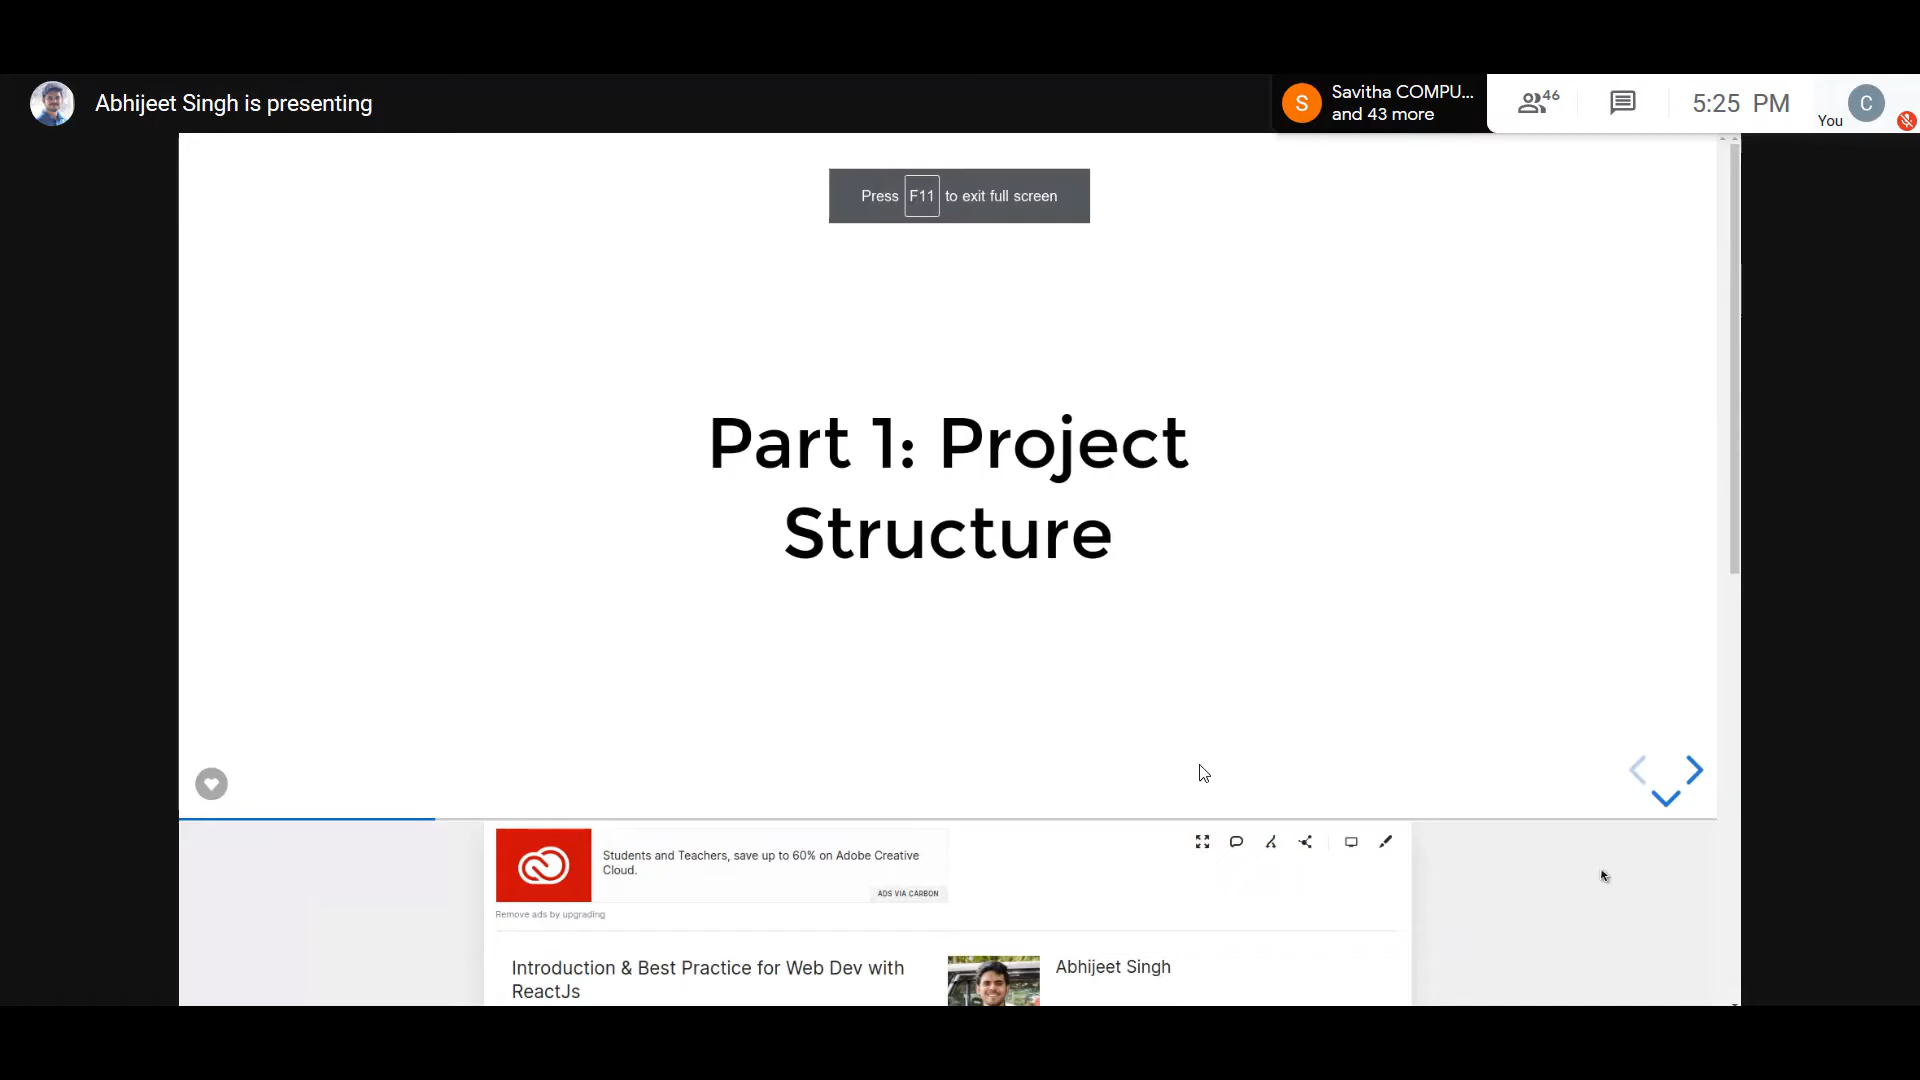 Abhijeet Singh is presenting
S
Savitha COMPU...
and 43 more
46
5:25 PM
You
C
Press F11 to exit full screen
Part 1: Project
Structure
Students and Teachers, save up to 60% on Adobe Creative
Cloud.
ADS VIA CARBON
Remove ads by upgrading
Introduction & Best Practice for Web Dev with
ReactJs
Abhijeet Singh